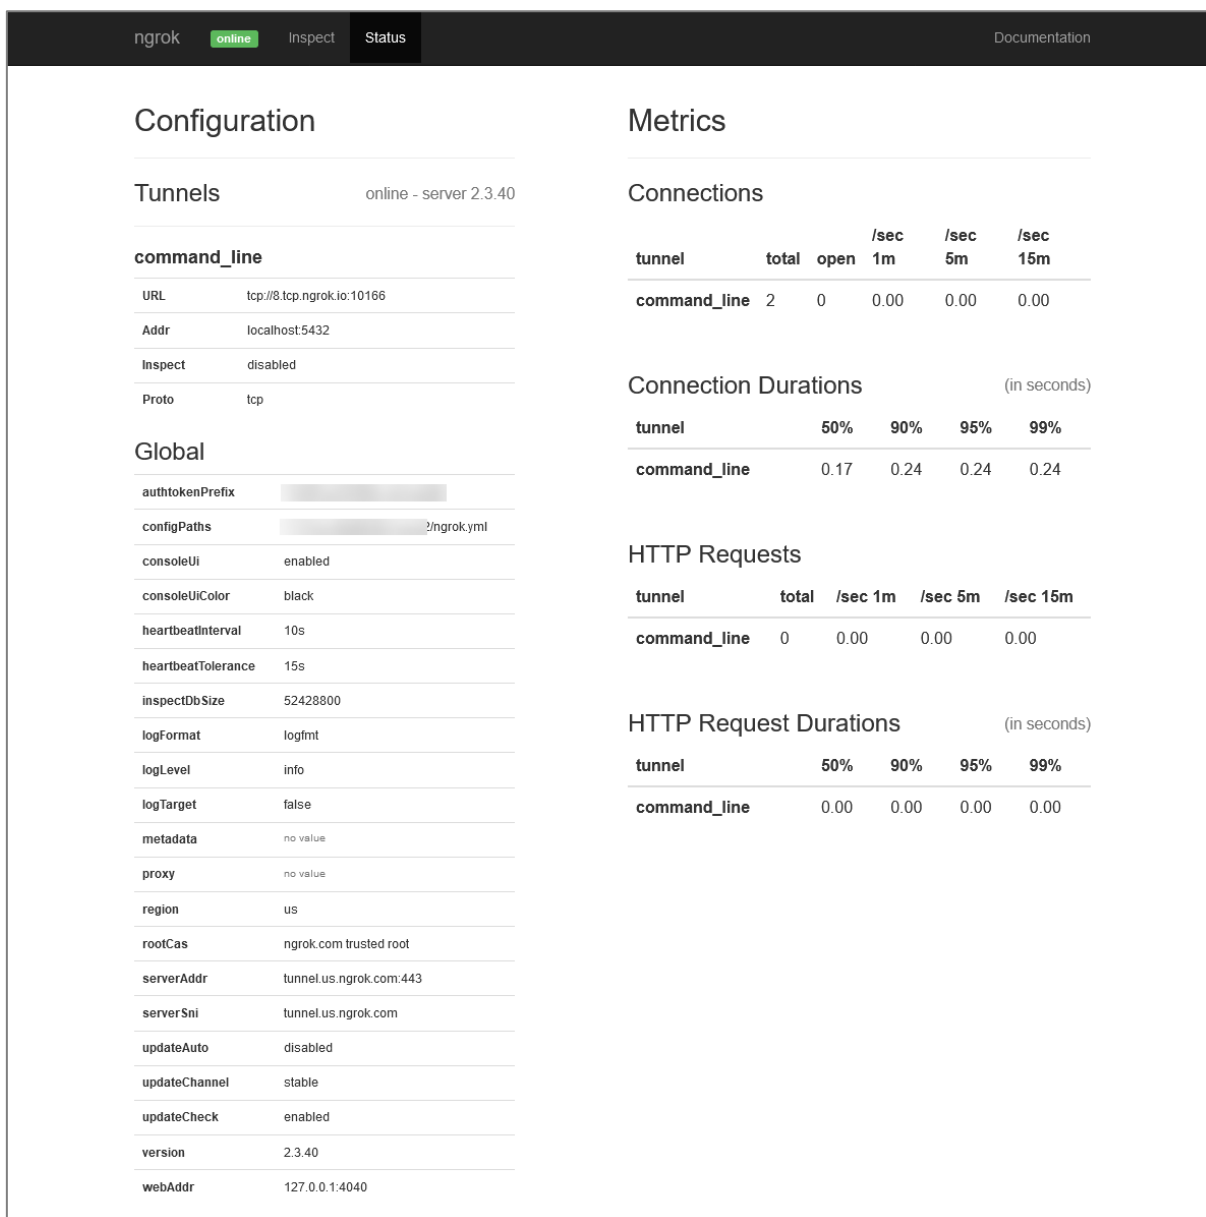 ngrok online Inspect Status Documentation
Configuration
Tunnels online - server 2.3.40
command_line
URL tcp://8.tcp.ngrok.io:10166
Addr localhost:5432
Inspect disabled
Proto tcp
Global
authtokenPrefix
configPaths 2/ngrok.yml
consoleUi enabled
consoleUiColor black
heartbeatInterval 10s
heartbeatTolerance 15s
inspectDbSize 52428800
logFormat logfmt
logLevel info
logTarget false
metadata no value
proxy no value
region us
rootCas ngrok.com trusted root
serverAddr tunnel.us.ngrok.com:443
serverSni tunnel.us.ngrok.com
updateAuto disabled
updateChannel stable
updateCheck enabled
version 2.3.40
webAddr 127.0.0.1:4040
Metrics
Connections
/sec /sec /sec
tunnel total open 1m 5m 15m
command_line 2 0 0.00 0.00 0.00
Connection Durations (in seconds)
tunnel 50% 90% 95% 99%
command_line 0.17 0.24 0.24 0.24
HTTP Requests
tunnel total /sec 1m /sec 5m /sec 15m
command_line 0 0.00 0.00 0.00
HTTP Request Durations (in seconds)
tunnel 50% 90% 95% 99%
command_line 0.00 0.00 0.00 0.00